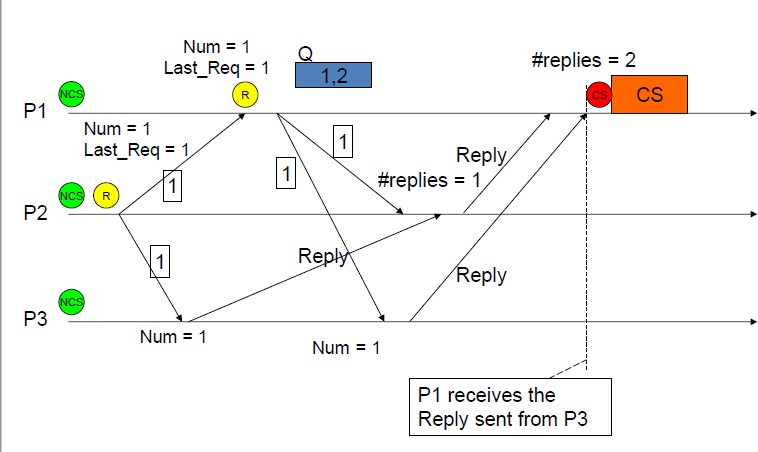 Num = 1
Last_Req = 1
Q
1,2
#replies = 2
NCS
R
CS
CS
P1
Num = 1
Last_Req = 1
1
1
1
Reply
#replies = 1
NCS
R
P2
1
Reply
Reply
NCS
P3
Num = 1
Num = 1
P1 receives the
Reply sent from P3